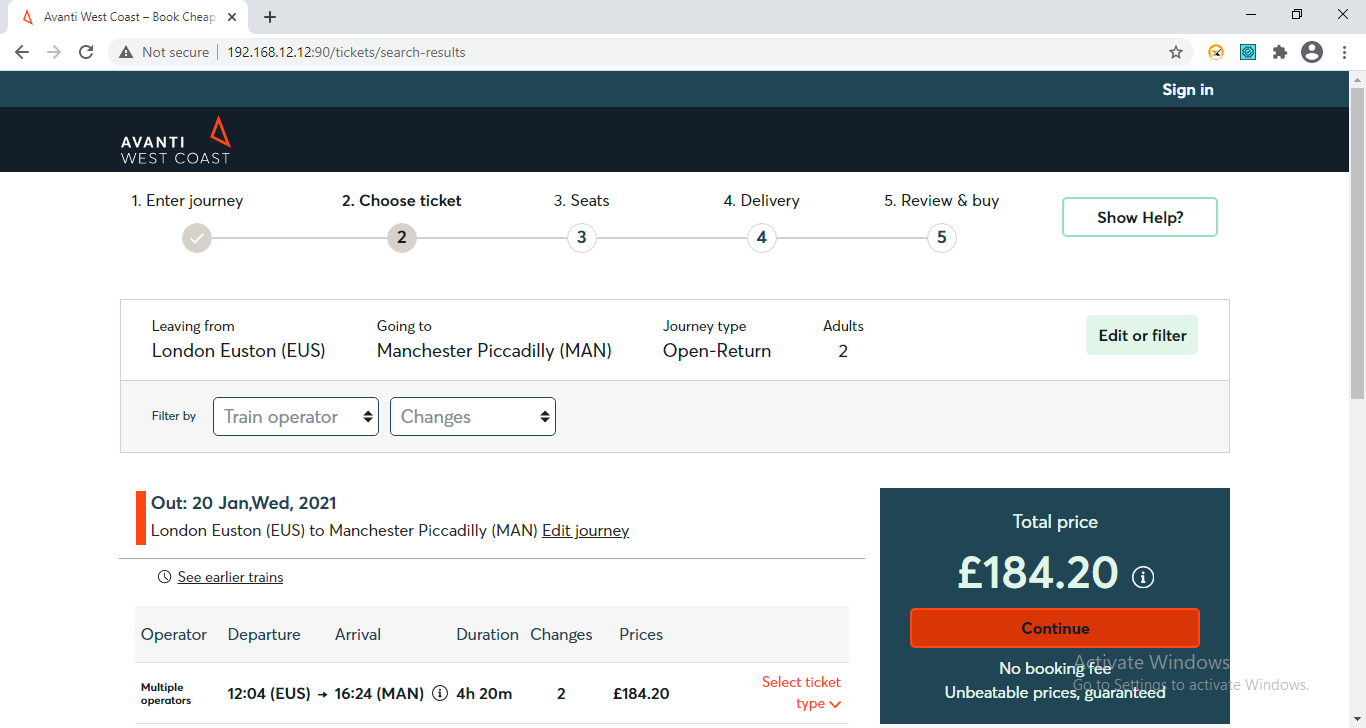 Avanti West Coast – Book Cheap
Not secure 192.168.12.12:90/tickets/search-results
Sign in
AVANTI
WEST COAST
1. Enter journey 2. Choose ticket 3. Seats 4. Delivery 5. Review & buy
2 3 4 5
Show Help?
Leaving from Going to Journey type Adults
London Euston (EUS) Manchester Piccadilly (MAN) Open-Return 2
Edit or filter
Filter by Train operator Changes
Out: 20 Jan,Wed, 2021
London Euston (EUS) to Manchester Piccadilly (MAN) Edit journey
See earlier trains
Operator Departure Arrival Duration Changes Prices
Multiple
operators
12:04 (EUS) → 16:24 (MAN) 4h 20m 2 £184.20
Select ticket
type
Total price
£184.20
Continue
No booking fee
Unbeatable prices, guaranteed
Activate Windows
Go to Settings to activate Windows.